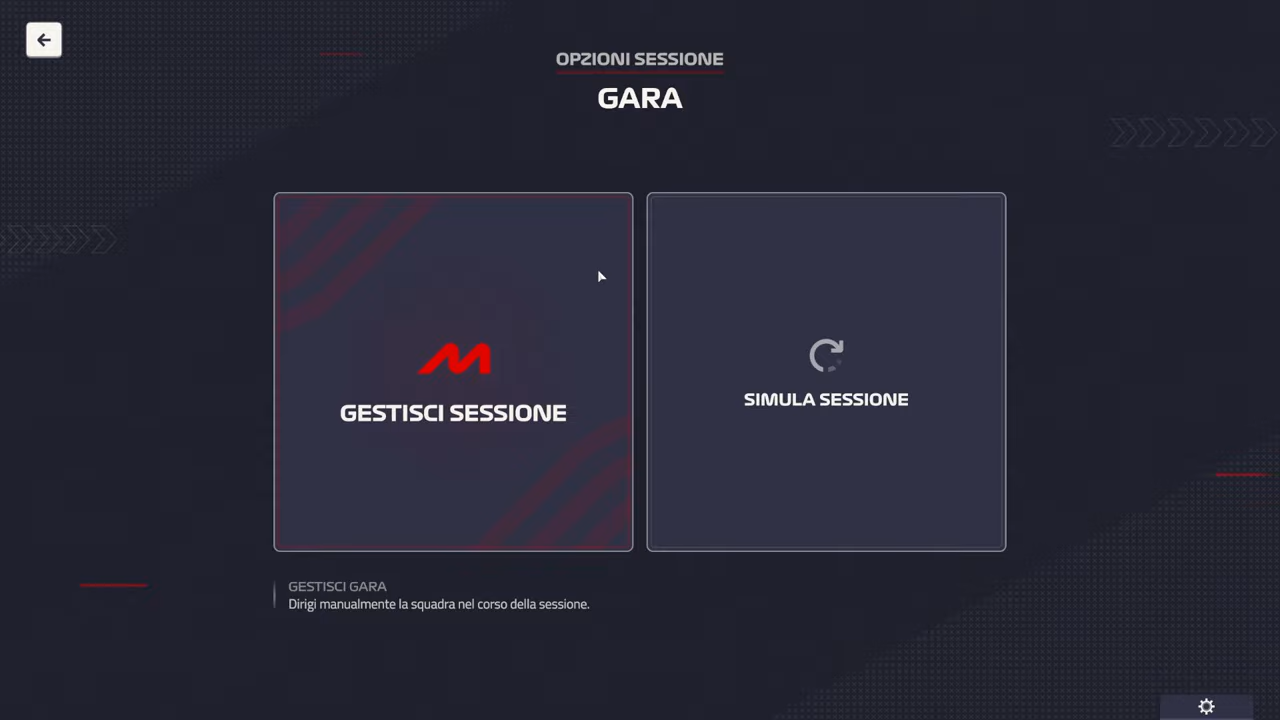 OPZIONI SESSIONE
GARA
GESTISCI SESSIONE
SIMULA SESSIONE
GESTISCI GARA
Dirigi manualmente la squadra nel corso della sessione.